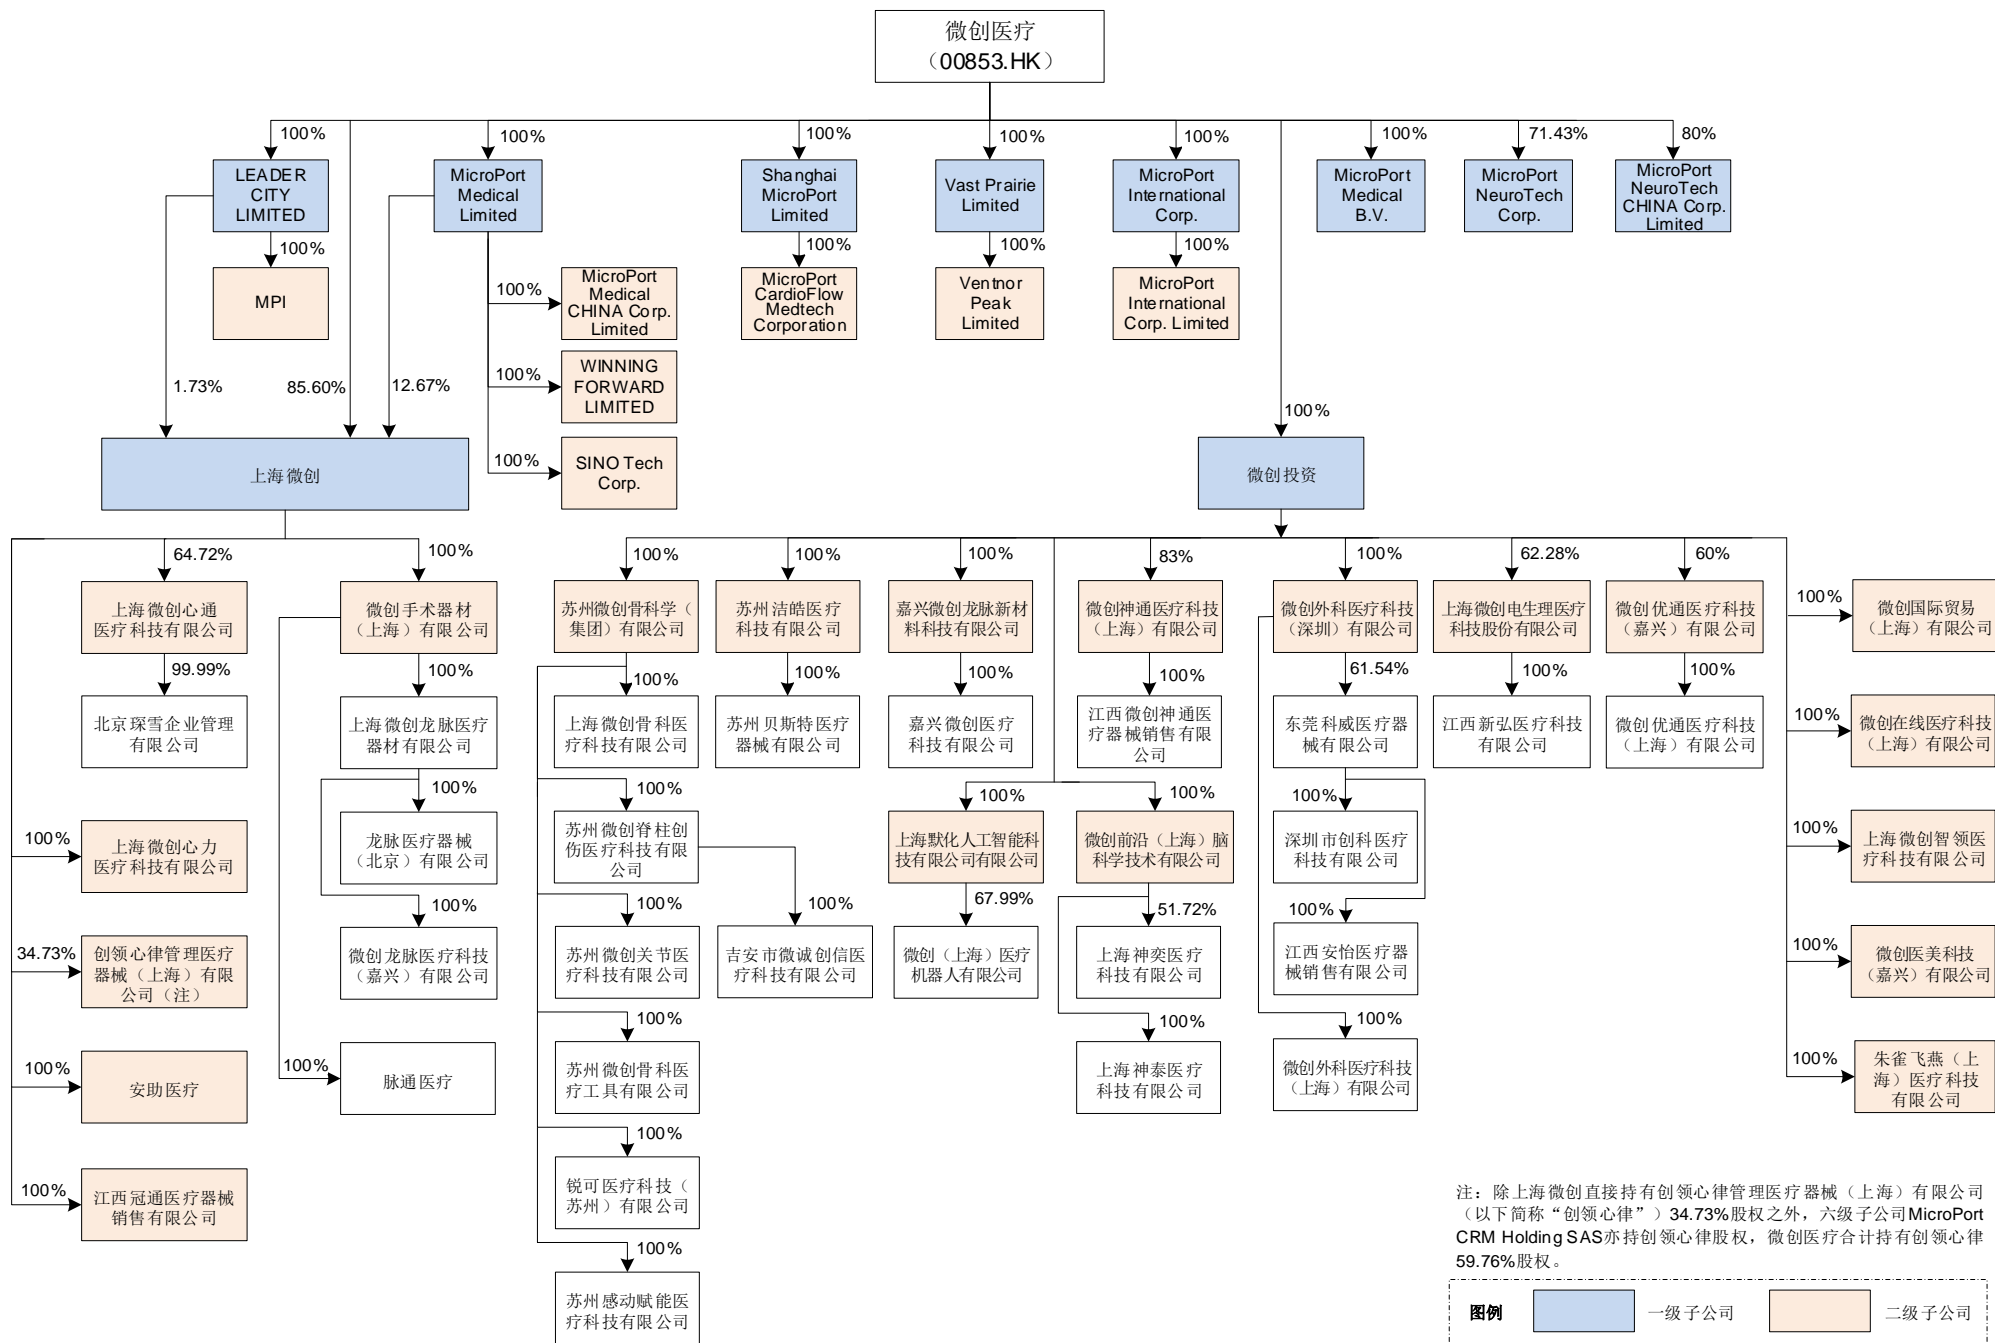 微创医疗
（00853.HK）
100%
100%
100%
100%
100%
100%
71.43%
80%
LEADER
CITY
LIMITED
MicroPort
Medical
Limited
Shanghai
MicroPort
Limited
Vast Prairie
Limited
MicroPort
International
Corp.
MicroPort
Medical
B.V.
MicroPort
NeuroTech
Corp.
MicroPort
NeuroTech
CHINA Corp.
Limited
100%
100%
100%
100%
MPI
100%
MicroPort
Medical
CHINA Corp.
Limited
MicroPort
CardioFlow
Medtech
Corporation
Ventnor
Peak
Limited
MicroPort
International
Corp. Limited
1.73%
85.60%
12.67%
100%
WINNING
FORWARD
LIMITED
100%
100%
SINO Tech
Corp.
上海微创
微创投资
64.72%
100%
100%
100%
100%
83%
100%
62.28%
60%
上海微创心通
医疗科技有限公司
微创手术器材
（上海）有限公司
苏州微创骨科学（
集团）有限公司
苏州洁皓医疗
科技有限公司
嘉兴微创龙脉新材
料科技有限公司
微创神通医疗科技
（上海）有限公司
微创外科医疗科技
（深圳）有限公司
上海微创电生理医疗
科技股份有限公司
微创优通医疗科技
（嘉兴）有限公司
100%
微创国际贸易
（上海）有限公司
99.99%
100%
100%
100%
100%
100%
61.54%
100%
100%
北京琛雪企业管理
有限公司
上海微创龙脉医疗
器材有限公司
上海微创骨科医
疗科技有限公司
苏州贝斯特医疗
器械有限公司
嘉兴微创医疗
科技有限公司
江西微创神通医
疗器械销售有限
公司
东莞科威医疗器
械有限公司
江西新弘医疗科技
有限公司
微创优通医疗科技
（上海）有限公司
100%
微创在线医疗科技
（上海）有限公司
100%
上海微创心力
医疗科技有限公司
100%
龙脉医疗器械
（北京）有限公司
100%
苏州微创脊柱创
伤医疗科技有限
公司
100%
上海默化人工智能科
技有限公司有限公司
100%
微创前沿（上海）脑
科学技术有限公司
100%
深圳市创科医疗
科技有限公司
100%
上海微创智领医
疗科技有限公司
34.73%
创领心律管理医疗
器械（上海）有限
公司（注）
100%
微创龙脉医疗科技
（嘉兴）有限公司
100%
苏州微创关节医
疗科技有限公司
100%
吉安市微诚创信医
疗科技有限公司
67.99%
微创（上海）医疗
机器人有限公司
51.72%
上海神奕医疗
科技有限公司
100%
江西安怡医疗器
械销售有限公司
100%
微创医美科技
（嘉兴）有限公司
100%
安助医疗
100%
脉通医疗
100%
苏州微创骨科医
疗工具有限公司
100%
上海神泰医疗
科技有限公司
100%
微创外科医疗科技
（上海）有限公司
100%
朱雀飞燕（上
海）医疗科技
有限公司
100%
江西冠通医疗器械
销售有限公司
100%
锐可医疗科技（
苏州）有限公司
100%
苏州感动赋能医
疗科技有限公司
注：除上海微创直接持有创领心律管理医疗器械（上海）有限公司
（以下简称“创领心律”）34.73%股权之外，六级子公司MicroPort
CRM Holding SAS亦持创领心律股权，微创医疗合计持有创领心律
59.76%股权。
图例
一级子公司
二级子公司